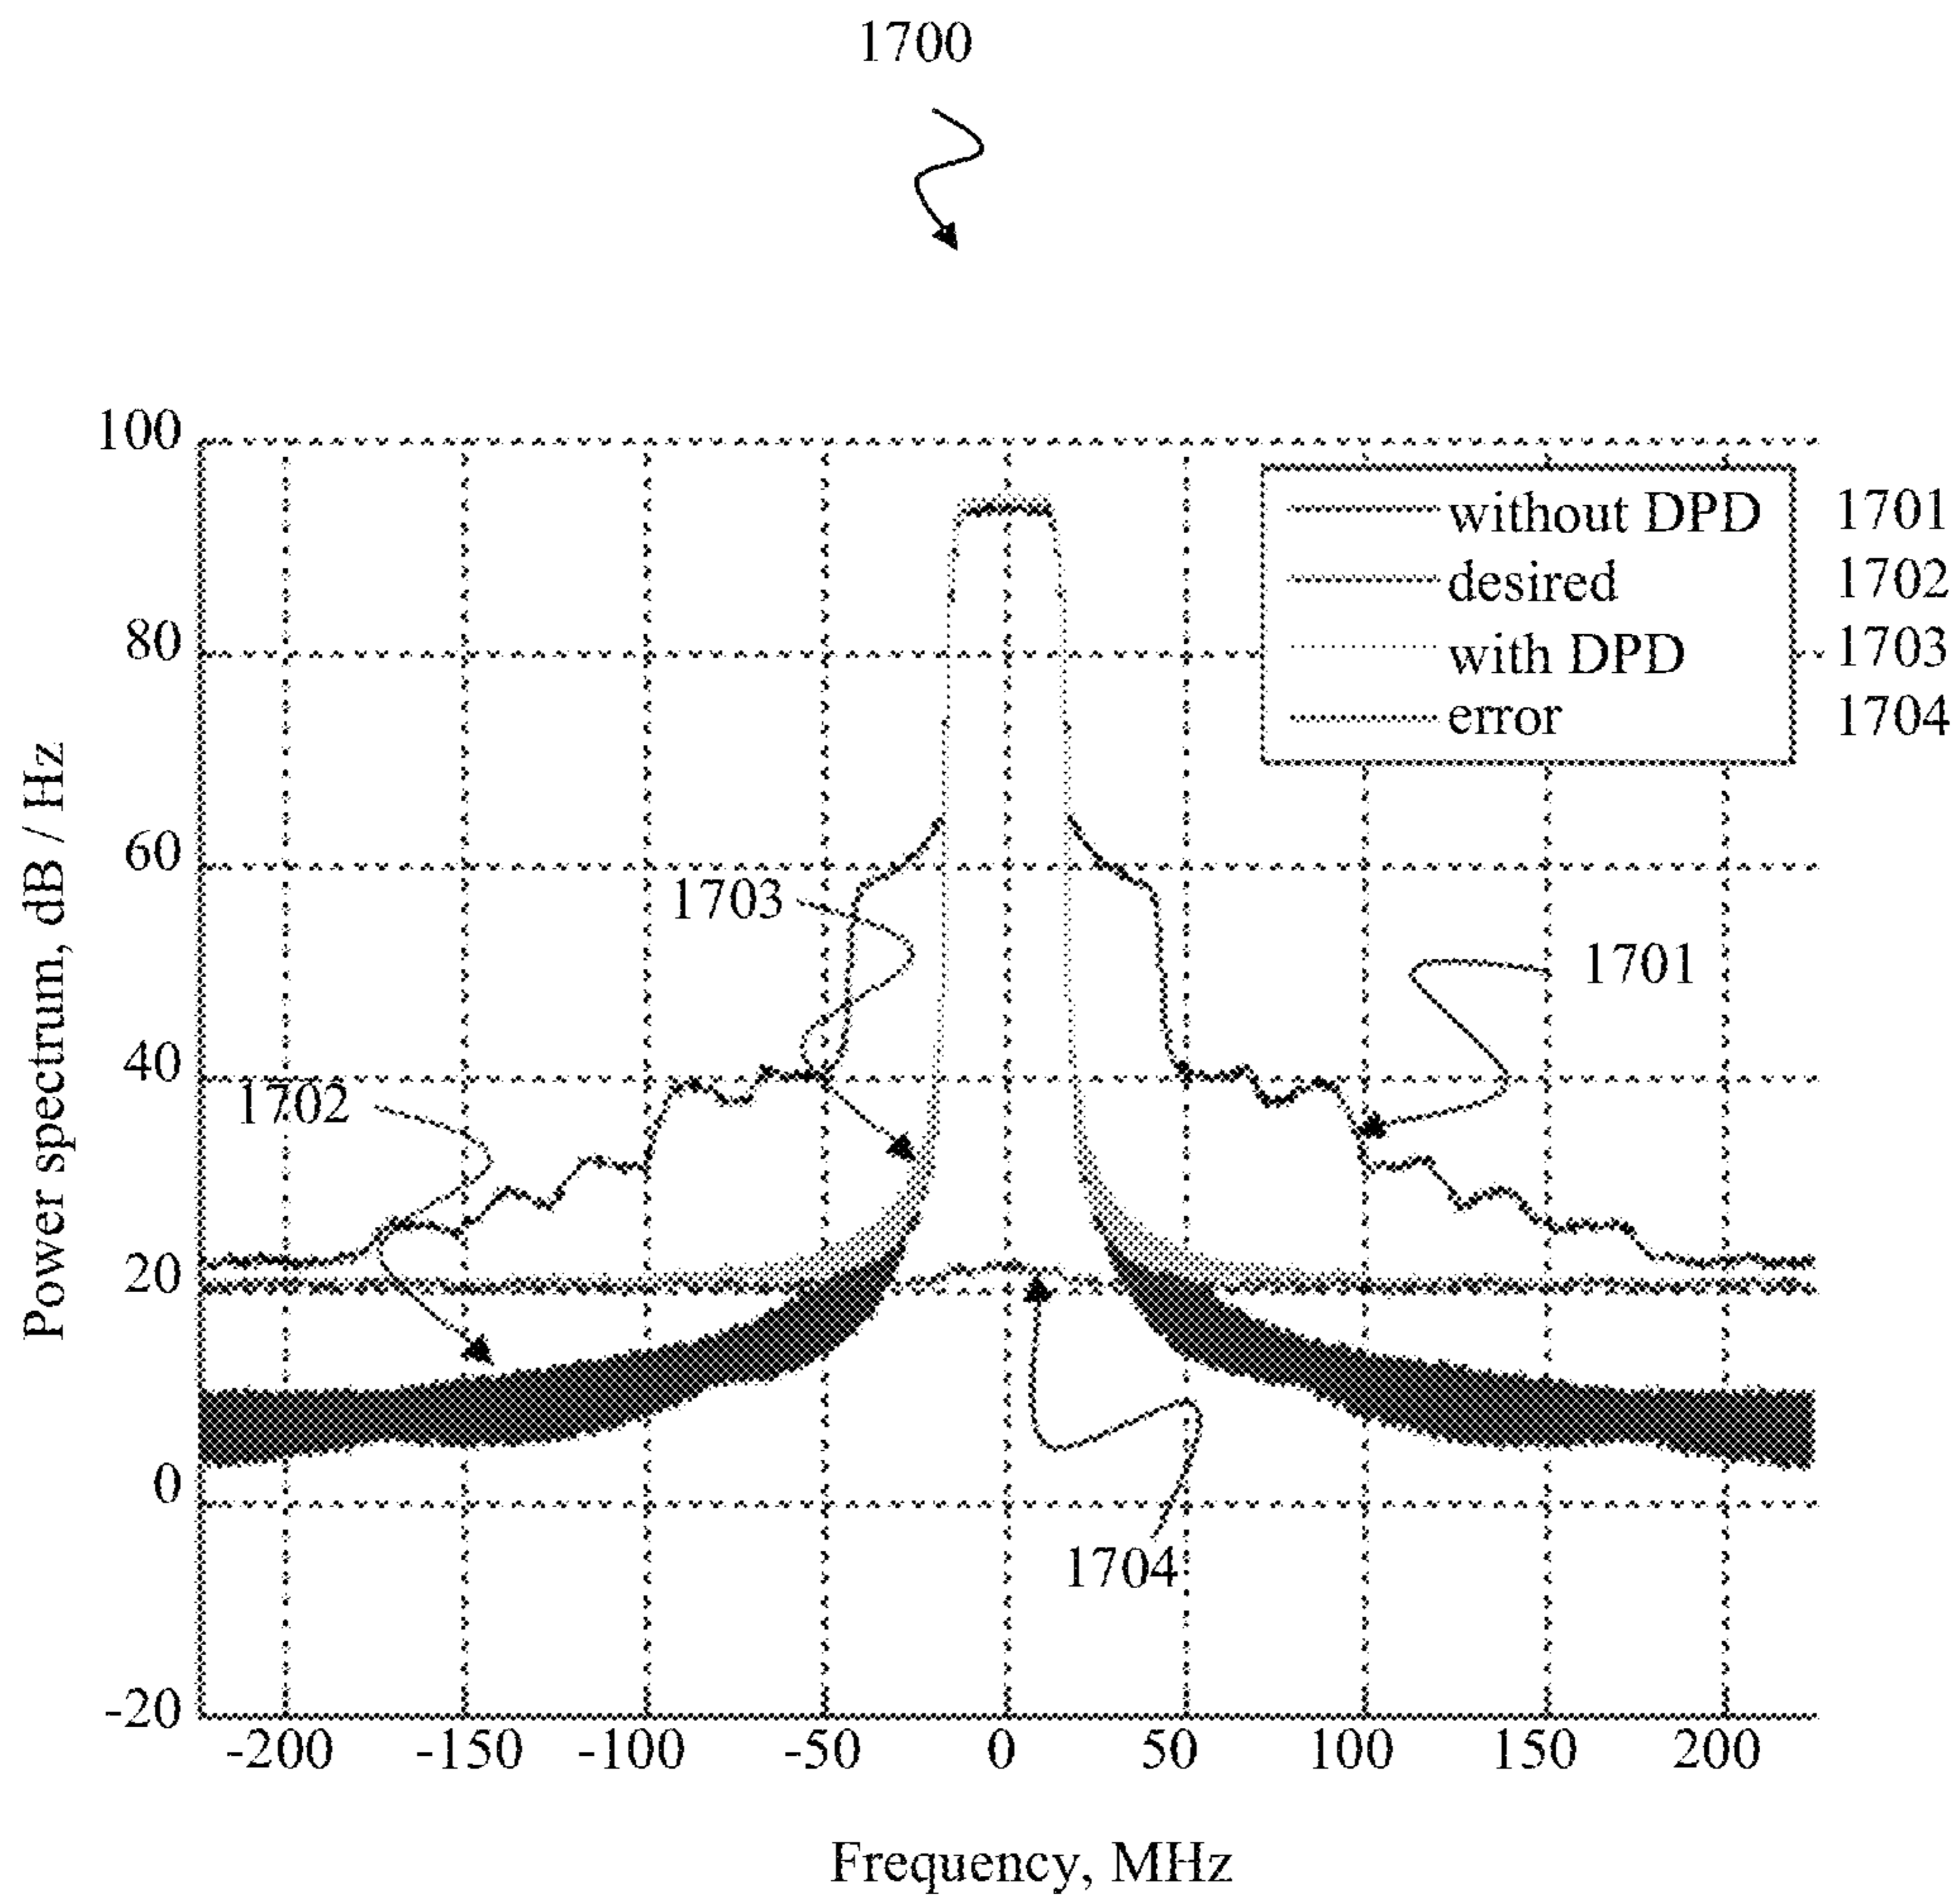 1700
100
80
60
40
20
0
-20
Power spectrum, dB / Hz
without DPD 1701
desired 1702
with DPD 1703
error 1704
1703
1701
1702
1704
-200 -150 -100 -50 0 50 100 150 200
Frequency, MHz